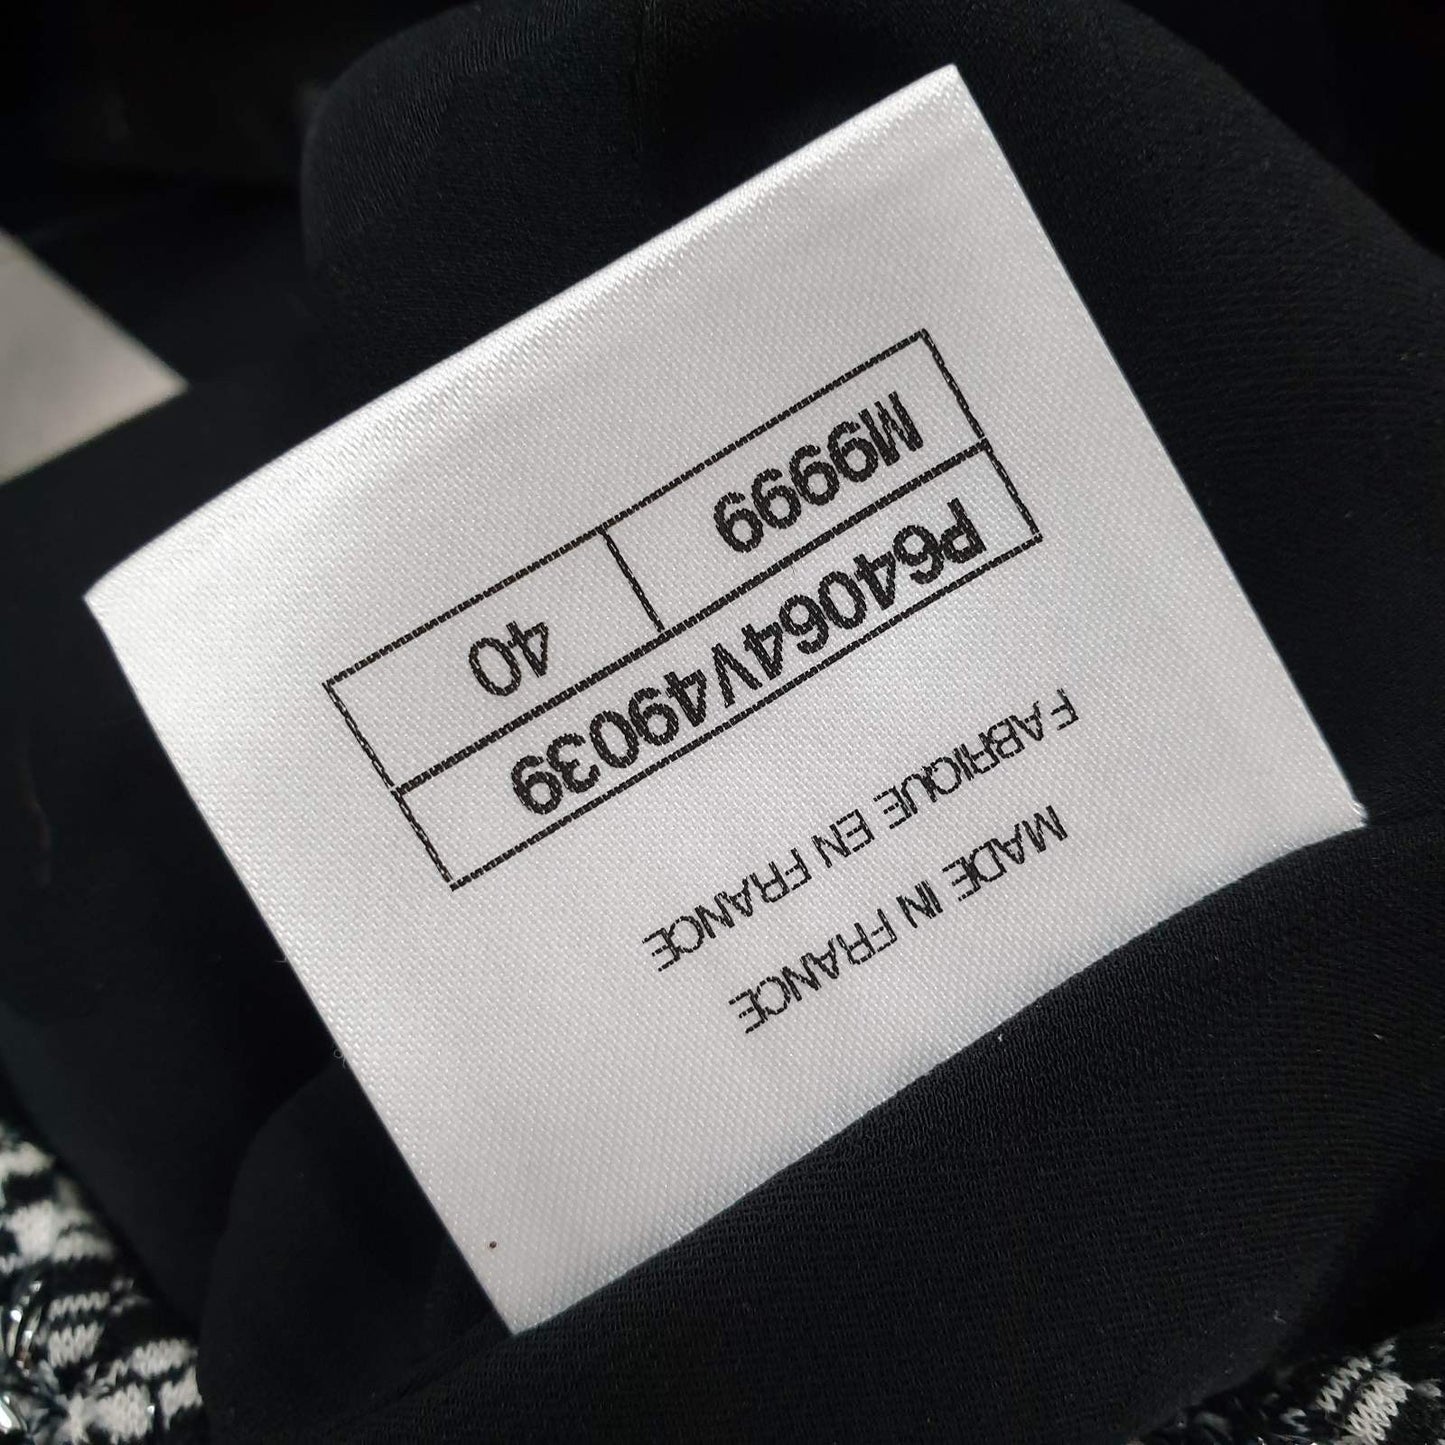 MADE IN FRANCE
FABRIQUE EN FRANCE
P64064V49039
M9999 40